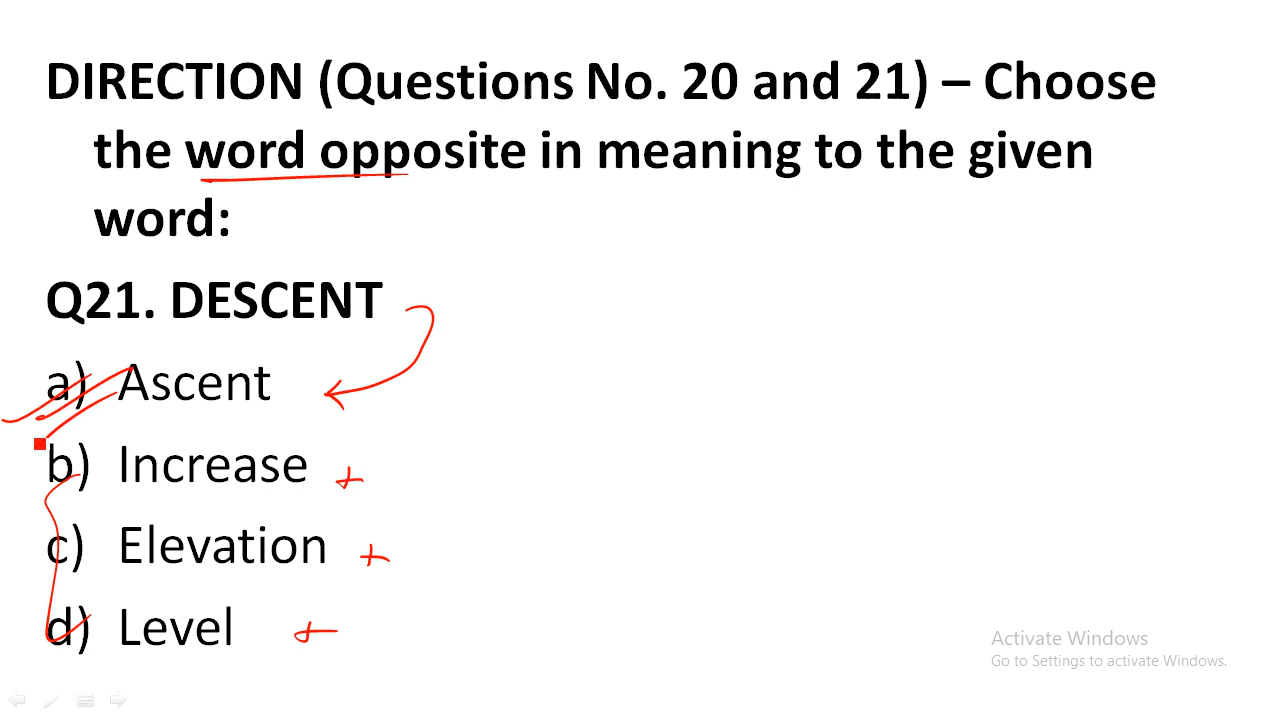 DIRECTION (Questions No. 20 and 21) – Choose
the word opposite in meaning to the given
word:
Q21. DESCENT
a) Ascent
b) Increase
c) Elevation
d) Level
Activate Windows
Go to Settings to activate Windows.